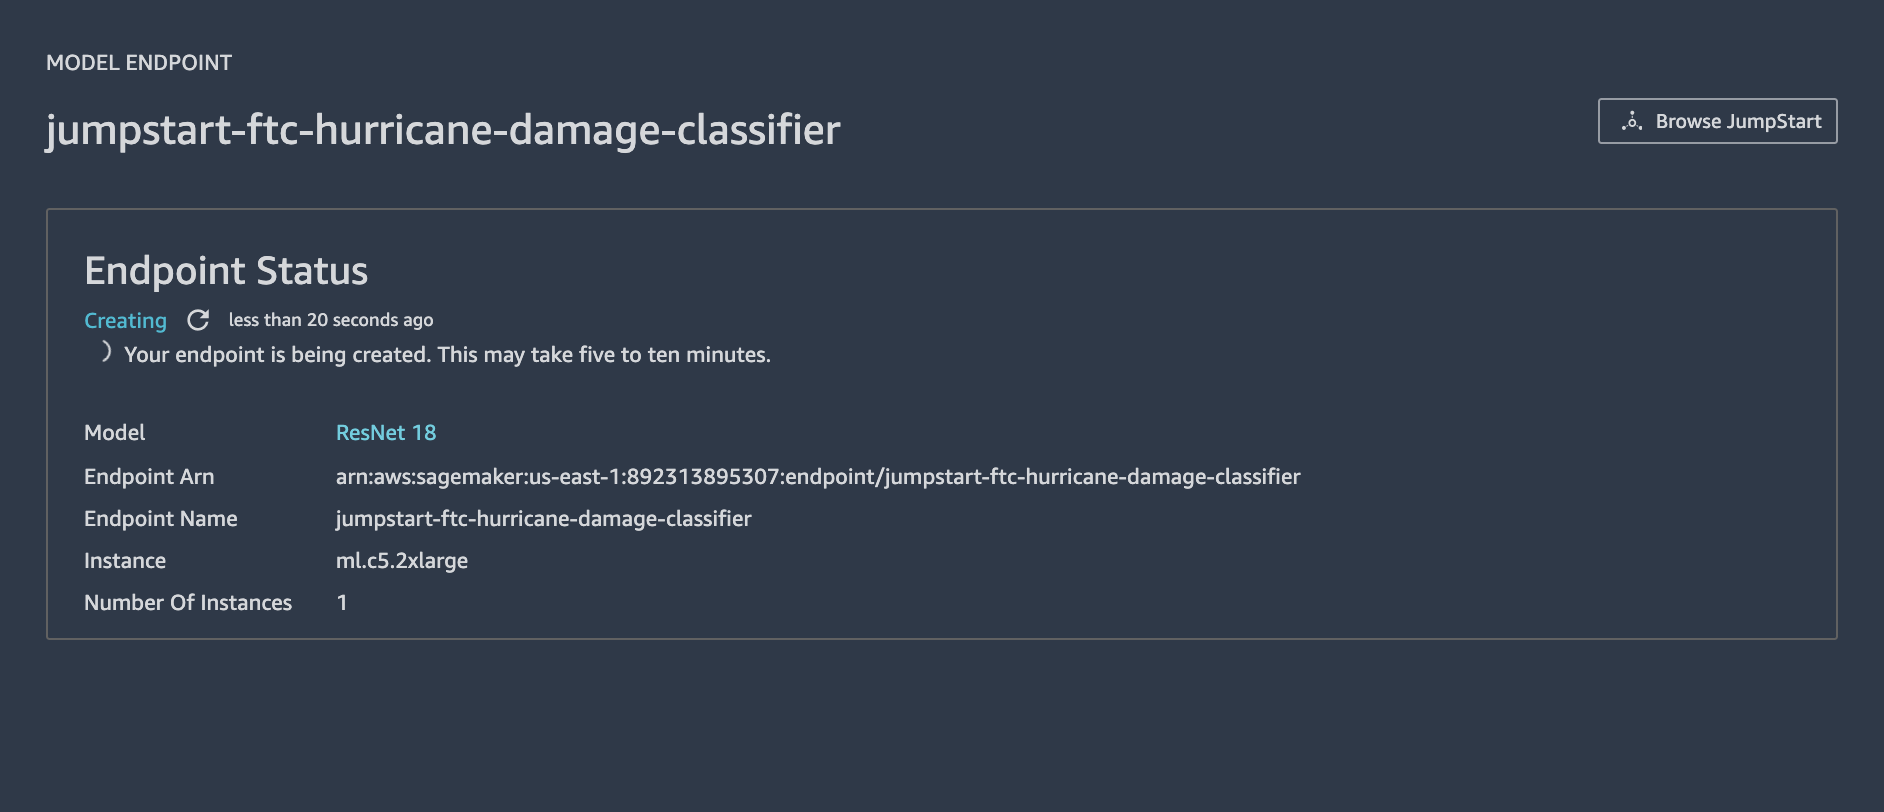 MODEL ENDPOINT
jumpstart-ftc-hurricane-damage-classifier
Browse JumpStart
Endpoint Status
Creating less than 20 seconds ago
Your endpoint is being created. This may take five to ten minutes.
Model ResNet 18
Endpoint Arn arn:aws:sagemaker:us-east-1:892313895307:endpoint/jumpstart-ftc-hurricane-damage-classifier
Endpoint Name jumpstart-ftc-hurricane-damage-classifier
Instance ml.c5.2xlarge
Number Of Instances 1